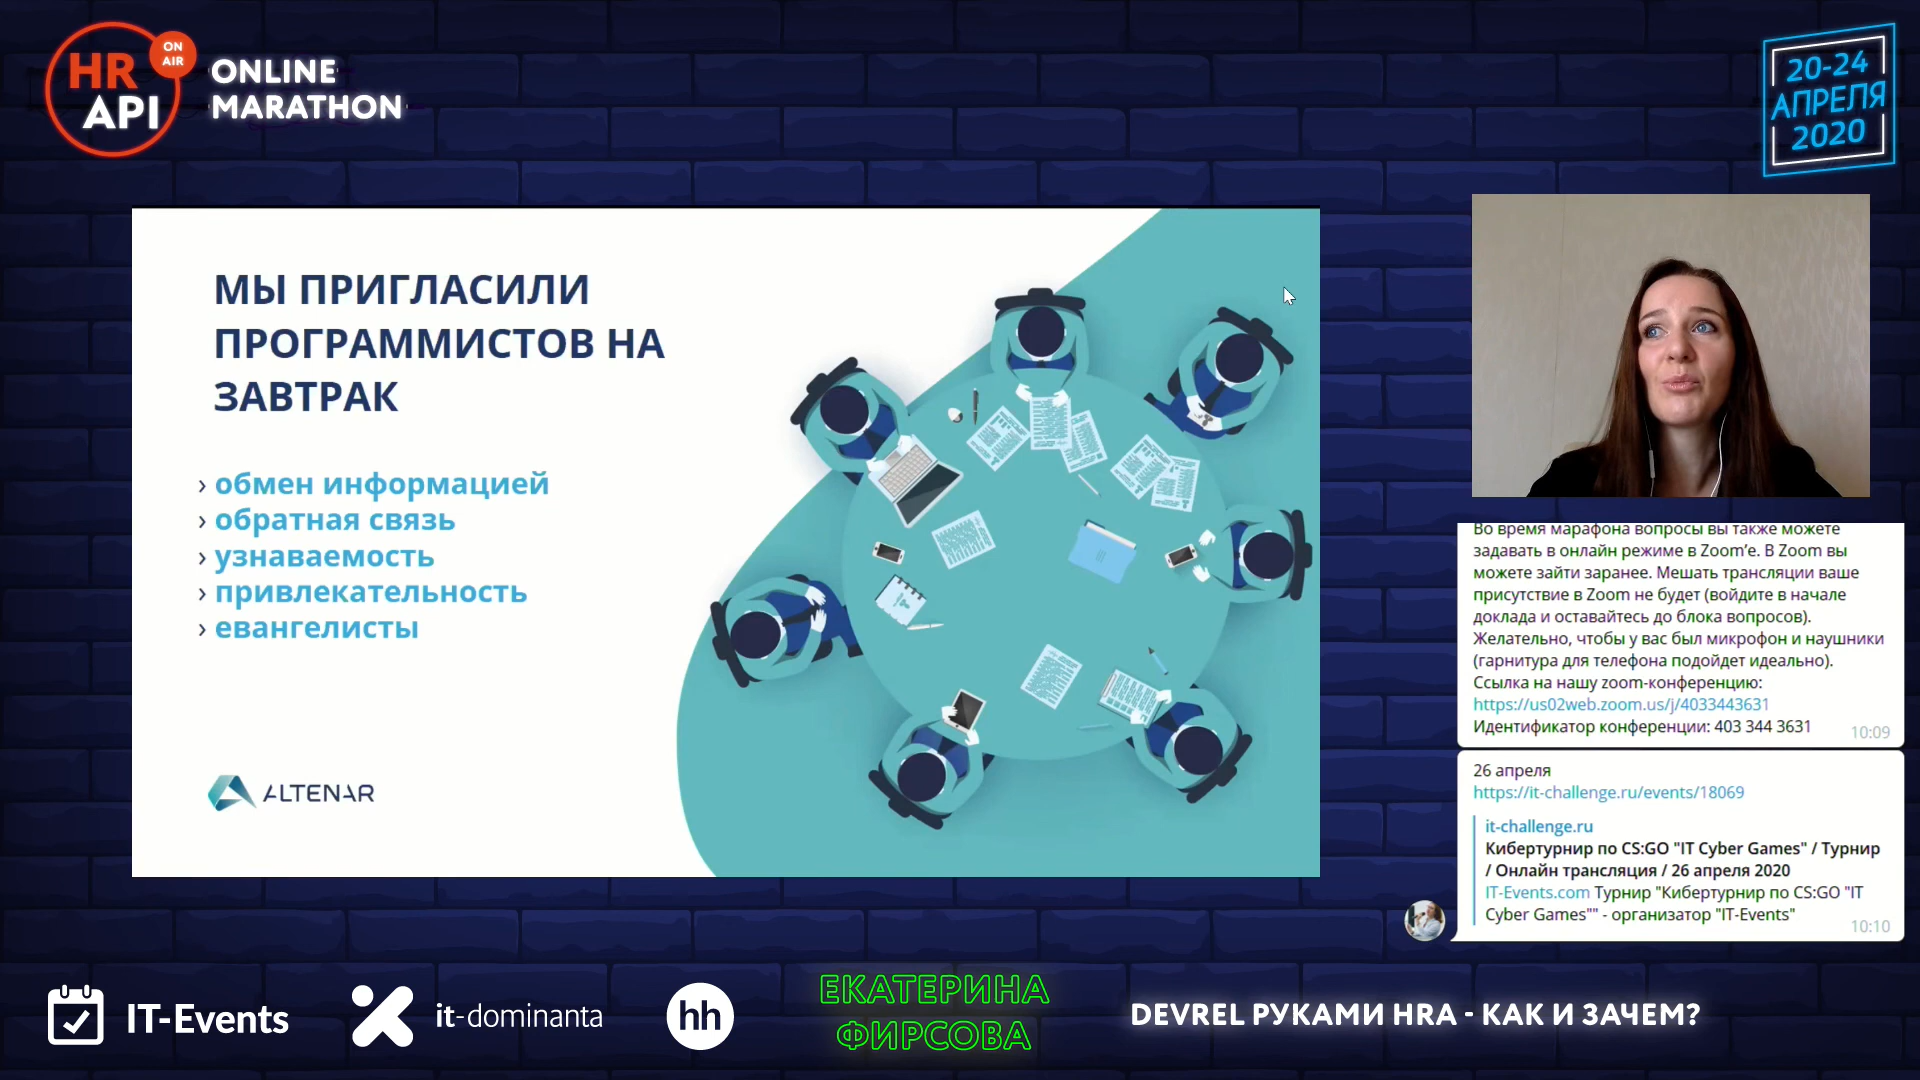 HR
API
ON
AIR
ONLINE
MARATHON
20-24
АПРЕЛЯ
2020
МЫ ПРИГЛАСИЛИ
ПРОГРАММИСТОВ НА
ЗАВТРАК
› обмен информацией
› обратная связь
› узнаваемость
› привлекательность
› евангелисты
ALTENAR
Во время марафона вопросы вы также можете
задавать в онлайн режиме в Zoom’е. В Zoom вы
можете зайти заранее. Мешать трансляции ваше
присутствие в Zoom не будет (войдите в начале
доклада и оставайтесь до блока вопросов).
Желательно, чтобы у вас был микрофон и наушники
(гарнитура для телефона подойдет идеально).
Ссылка на нашу zoom-конференцию:
https://us02web.zoom.us/j/4033443631
Идентификатор конференции: 403 344 3631
10:09
26 апреля
https://it-challenge.ru/events/18069
it-challenge.ru
Кибертурнир по CS:GO "IT Cyber Games" / Турнир
/ Онлайн трансляция / 26 апреля 2020
IT-Events.com Турнир "Кибертурнир по CS:GO "IT
Cyber Games"" - организатор "IT-Events"
10:10
IT-Events
it-dominanta
hh
ЕКАТЕРИНА
ФИРСОВА
DEVREL РУКАМИ HRA - КАК И ЗАЧЕМ?